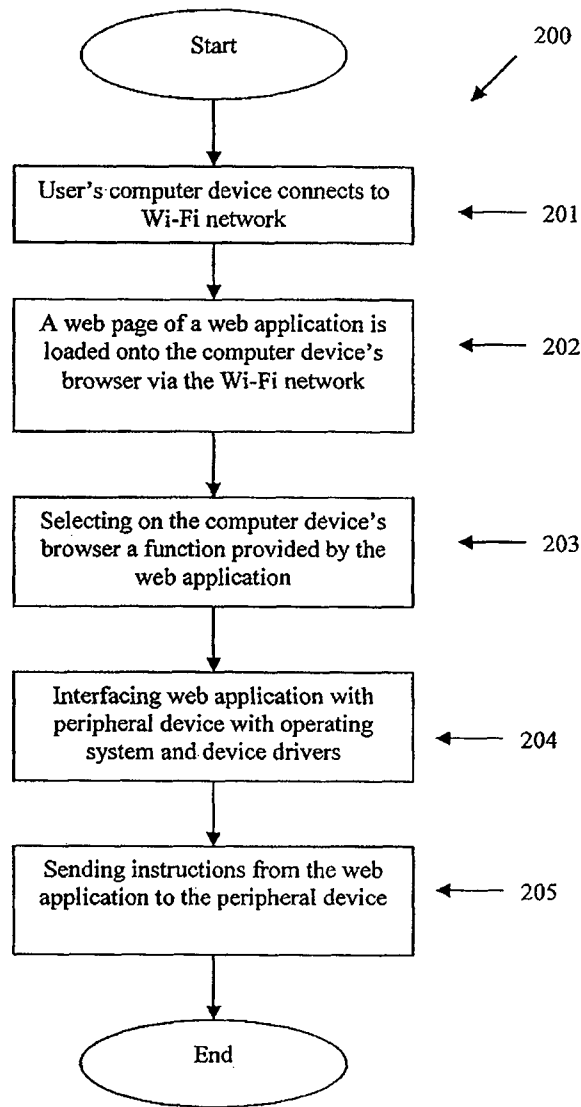 Start
200
User's computer device connects to
Wi-Fi network
201
A web page of a web application is
loaded onto the computer device's
browser via the Wi-Fi network
202
Selecting on the computer device's
browser a function provided by the
web application
203
Interfacing web application with
peripheral device with operating
system and device drivers
204
Sending instructions from the web
application to the peripheral device
205
End